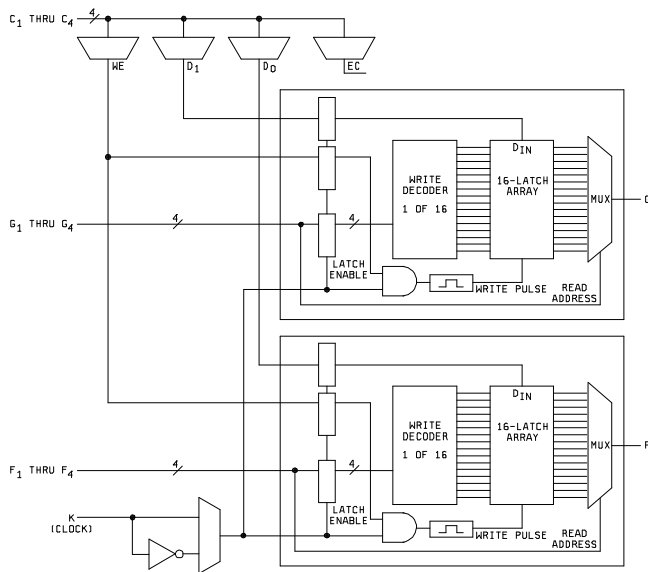 C1 THRU C4
4
WE
D1
D0
EC
DIN
WRITE DECODER 1 OF 16
16-LATCH ARRAY
MUX
G
G1 THRU G4
4
4
LATCH ENABLE
WRITE PULSE
READ ADDRESS
DIN
WRITE DECODER 1 OF 16
16-LATCH ARRAY
MUX
F
F1 THRU F4
4
4
K
(CLOCK)
LATCH ENABLE
WRITE PULSE
READ ADDRESS